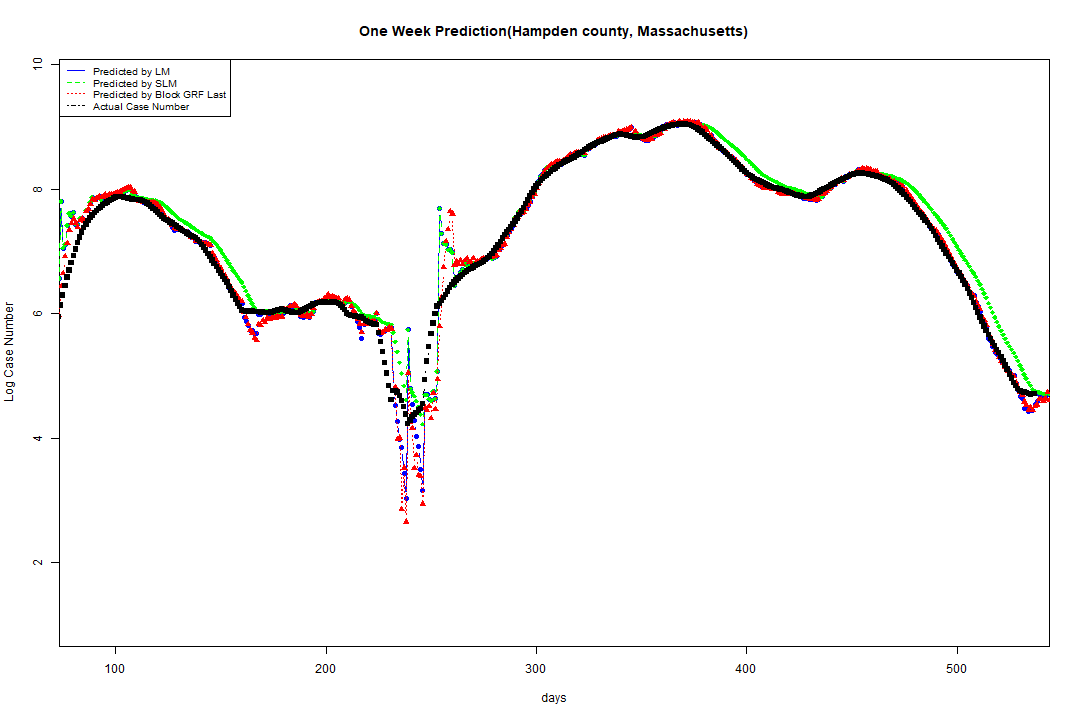 One Week Prediction(Hampden county, Massachusetts)
10
Predicted by LM
Predicted by SLM
Predicted by Block GRF Last
Actual Case Number
8
6
4
2
Log Case Number
100 200 300 400 500
days